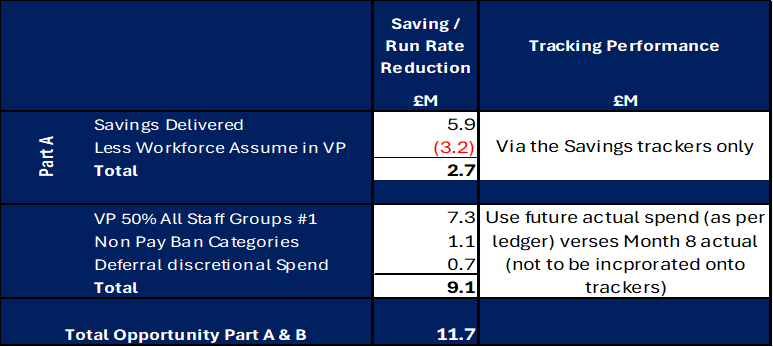 Saving /
Run Rate
Reduction
Tracking Performance
£M
£M
Part A
Savings Delivered 5.9
Less Workforce Assume in VP (3.2)
Total 2.7
Via the Savings trackers only
VP 50% All Staff Groups #1 7.3
Non Pay Ban Categories 1.1
Deferral discretional Spend 0.7
Total 9.1
Use future actual spend (as per
ledger) verses Month 8 actual
(not to be incprorated onto
trackers)
Total Opportunity Part A & B 11.7